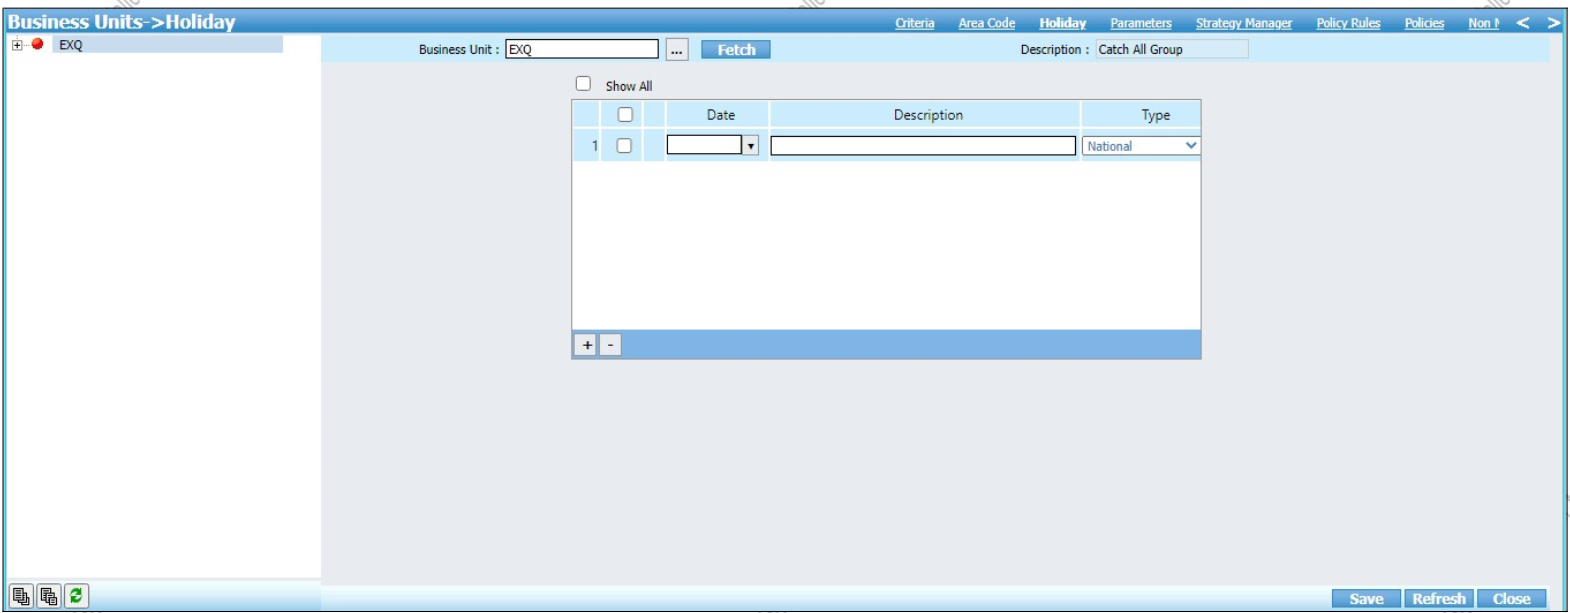 Business Units->Holiday Criteria Area Code Holiday Parameters Strategy Manager Policy Rules Policies Non < >
EXQ
Business Unit : EXQ ... Fetch Description : Catch All Group
Show All
Date Description Type
1 National
+ -
Save Refresh Close